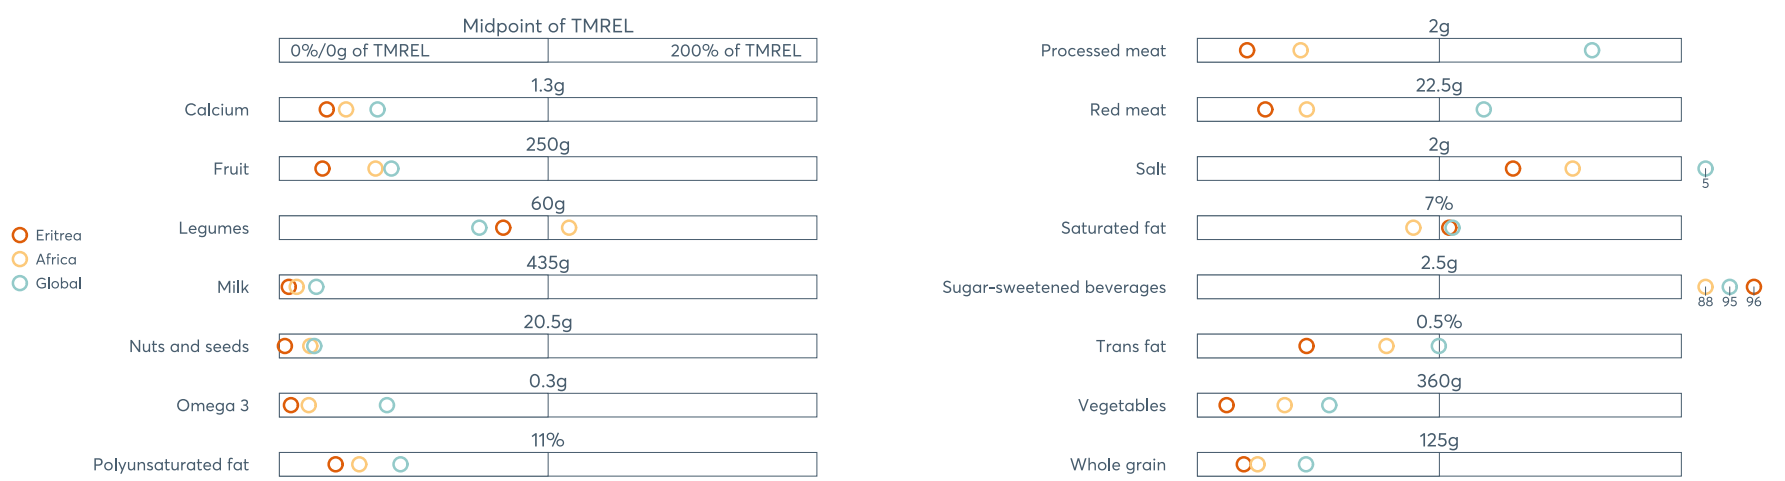 Midpoint of TMREL
0%/0g of TMREL 200% of TMREL
1.3g
Calcium
250g
Fruit
60g
Legumes
435g
Milk
20.5g
Nuts and seeds
0.3g
Omega 3
11%
Polyunsaturated fat
Eritrea
Africa
Global
2g
Processed meat
22.5g
Red meat
2g
Salt
5
7%
Saturated fat
2.5g
Sugar-sweetened beverages
88 95 96
0.5%
Trans fat
360g
Vegetables
125g
Whole grain